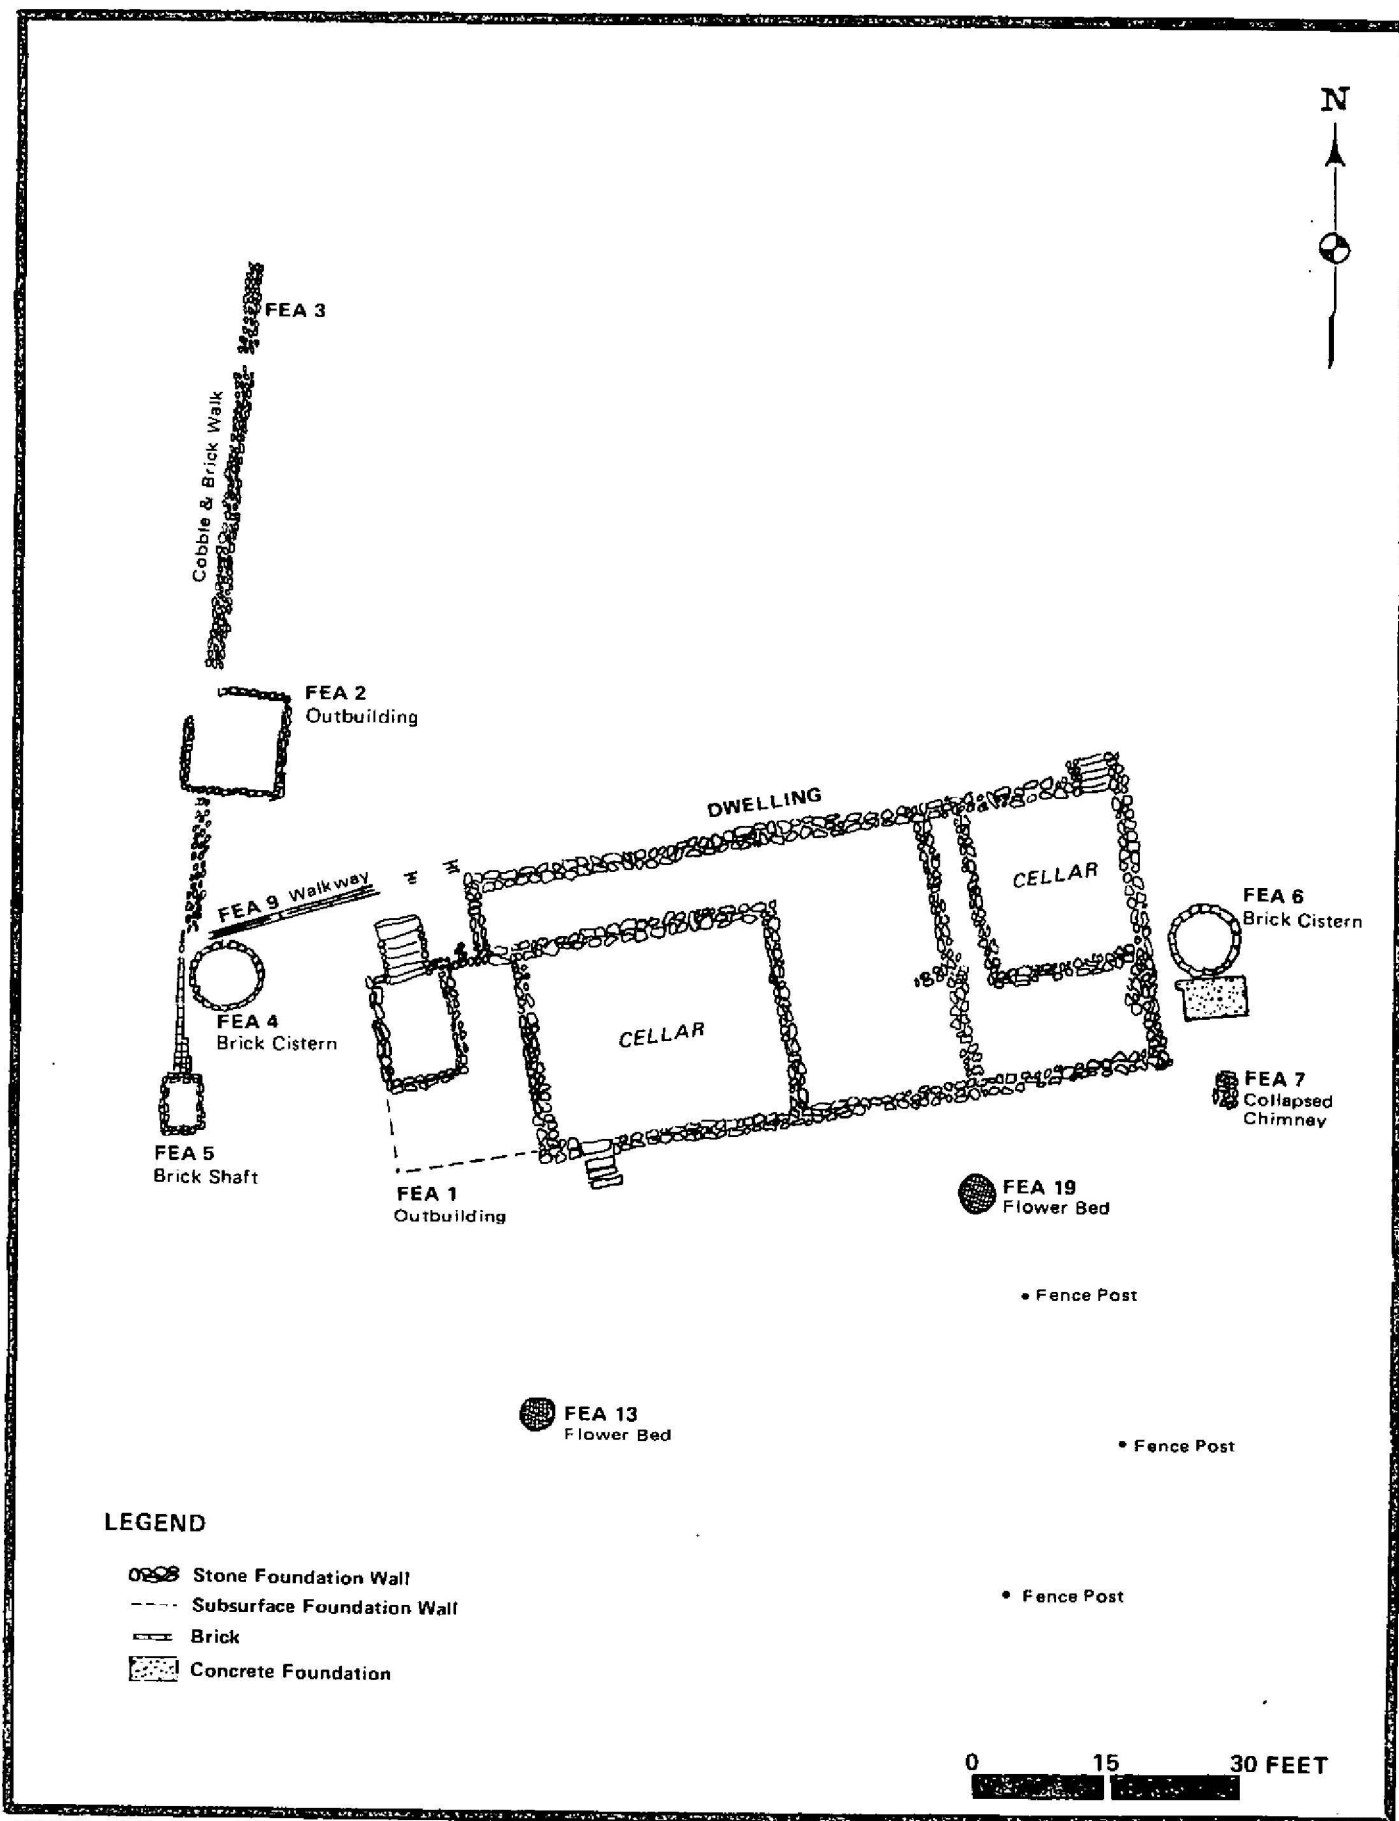 N
FEA 3
Cobble & Brick Walk
FEA 2
Outbuilding
DWELLING
CELLAR
FEA 9 Walkway
FEA 6
Brick Cistern
CELLAR
FEA 4
Brick Cistern
FEA 7
Collapsed
Chimney
FEA 5
Brick Shaft
FEA 1
Outbuilding
FEA 19
Flower Bed
Fence Post
FEA 13
Flower Bed
Fence Post
LEGEND
Stone Foundation Wall
Subsurface Foundation Wall
Brick
Concrete Foundation
Fence Post
0 15 30 FEET